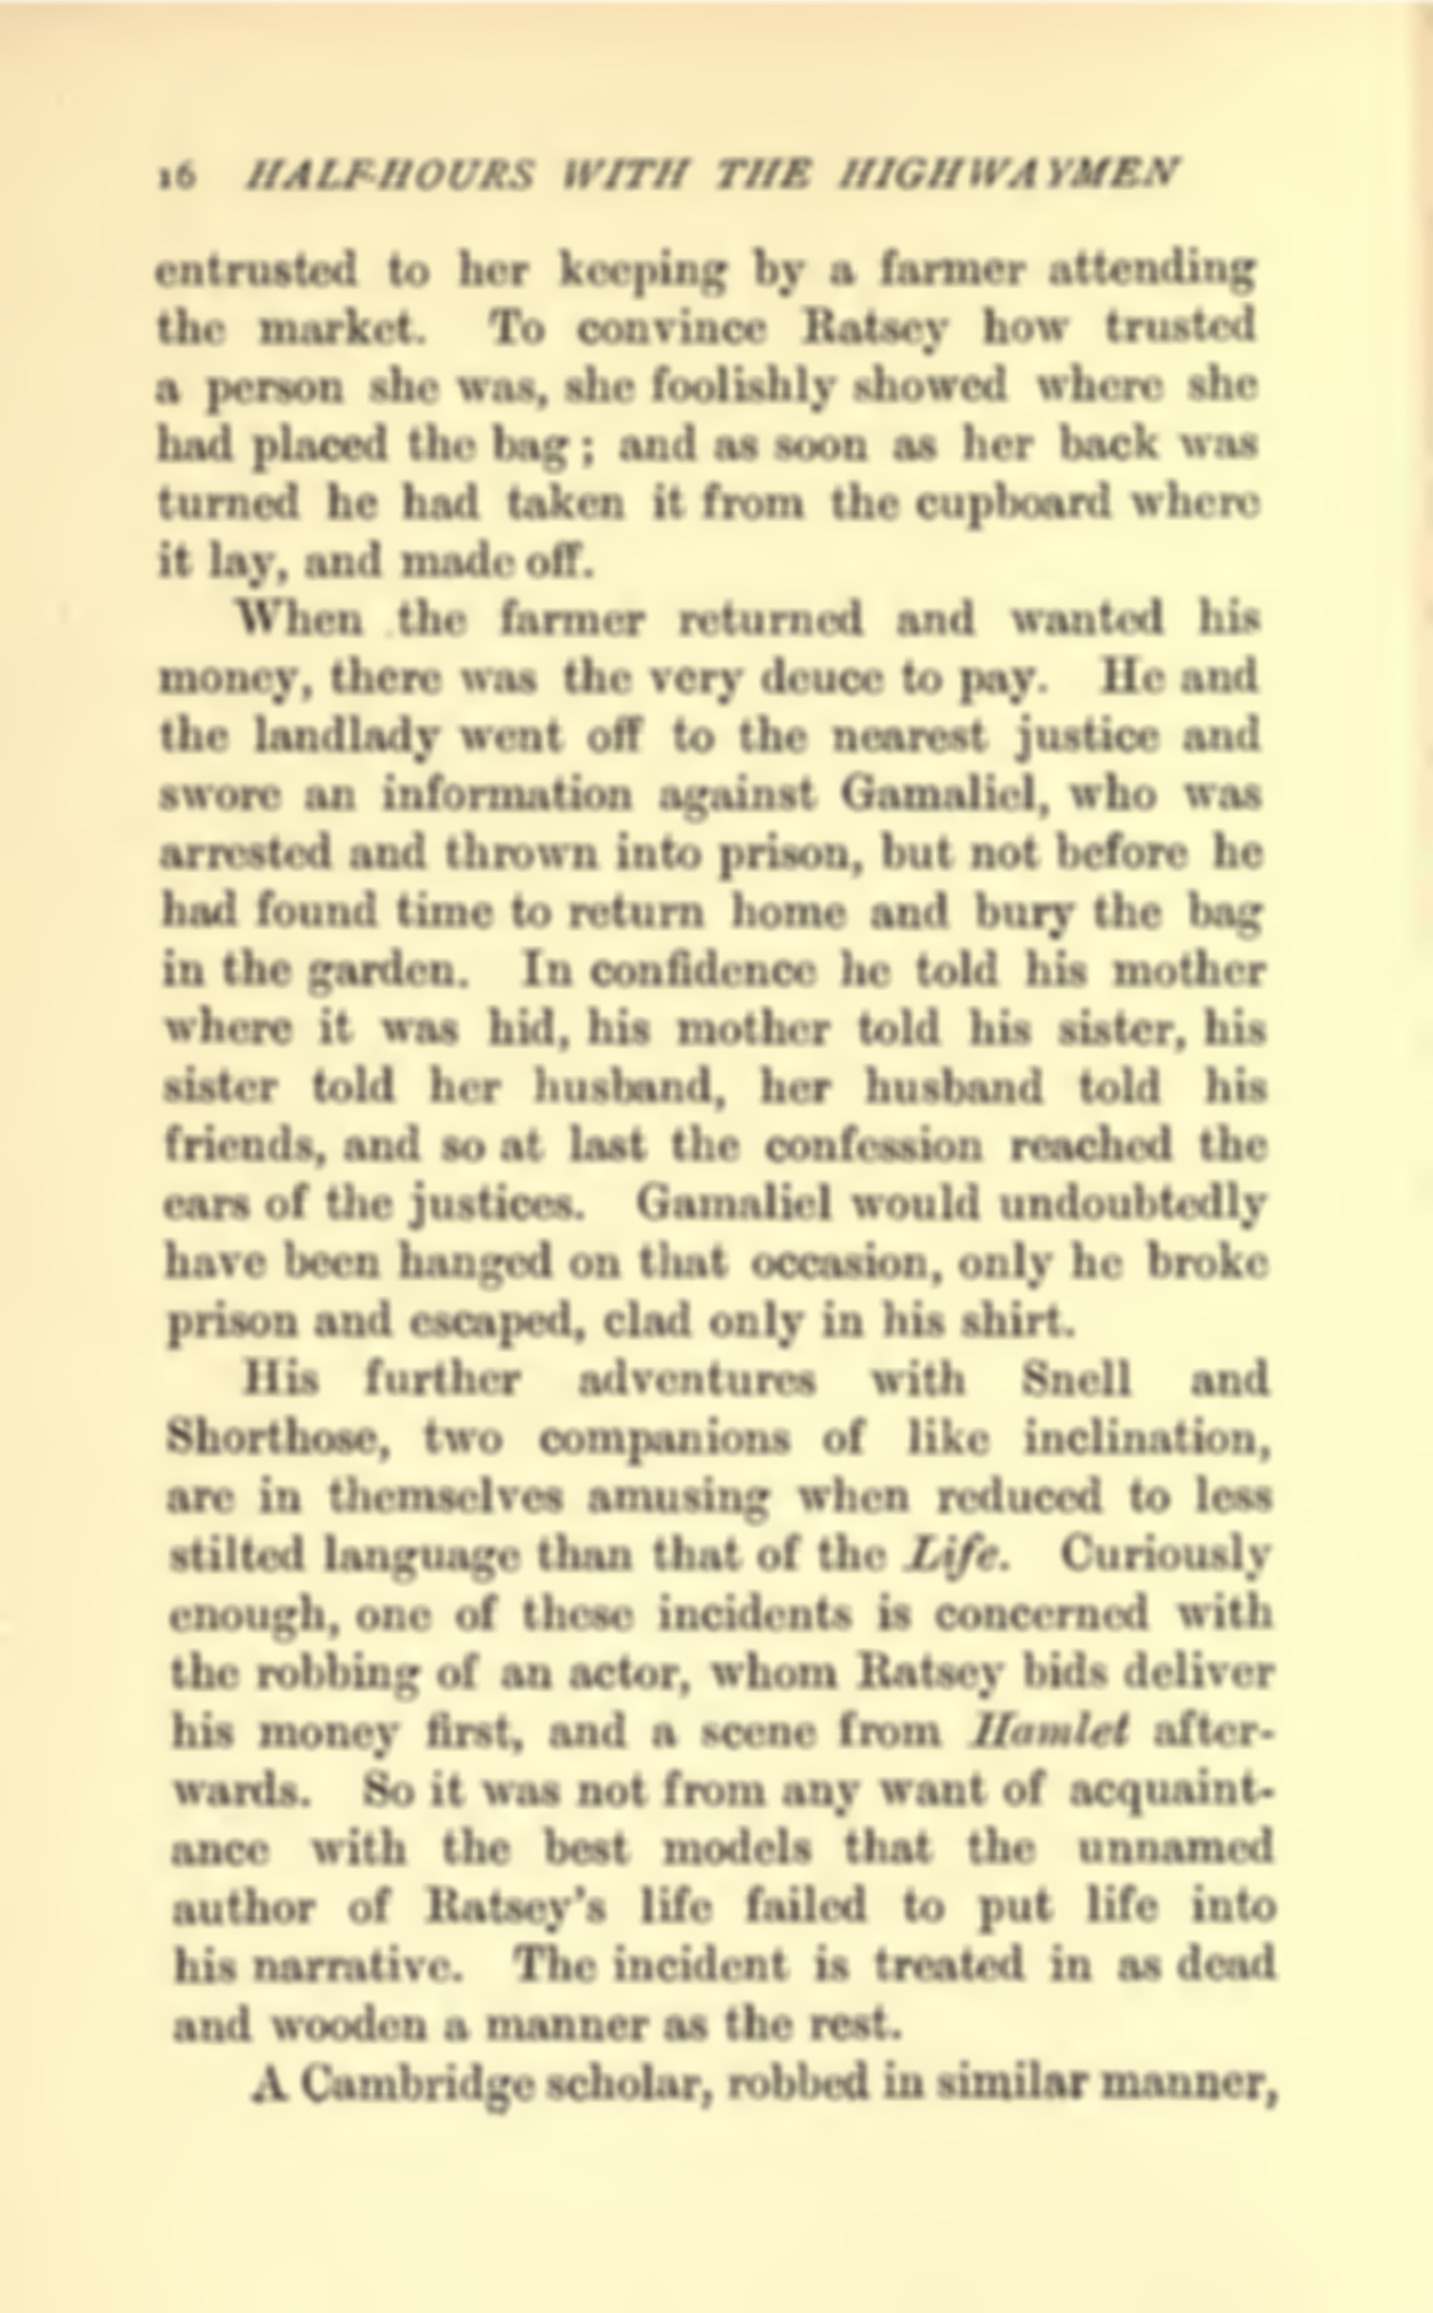 16 HALF-HOURS WITH THE HIGHWAYMEN
entrusted to her keeping by a farmer attending
the market. To convince Ratsey how trusted
a person she was, she foolishly showed where she
had placed the bag; and as soon as her back was
turned he had taken it from the cupboard where
it lay, and made off.
When the farmer returned and wanted his
money, there was the very deuce to pay. He and
the landlady went off to the nearest justice and
swore an information against Gamaliel, who was
arrested and thrown into prison, but not before he
had found time to return home and bury the bag
in the garden. In confidence he told his mother
where it was hid, his mother told his sister, his
sister told her husband, her husband told his
friends, and so at last the confession reached the
ears of the justices. Gamaliel would undoubtedly
have been hanged on that occasion, only he broke
prison and escaped, clad only in his shirt.
His further adventures with Snell and
Shorthose, two companions of like inclination,
are in themselves amusing when reduced to less
stilted language than that of the Life. Curiously
enough, one of these incidents is concerned with
the robbing of an actor, whom Ratsey bids deliver
his money first, and a scene from Hamlet after-
wards. So it was not from any want of acquaint-
ance with the best models that the unnamed
author of Ratsey's life failed to put life into
his narrative. The incident is treated in as dead
and wooden a manner as the rest.
A Cambridge scholar, robbed in similar manner,